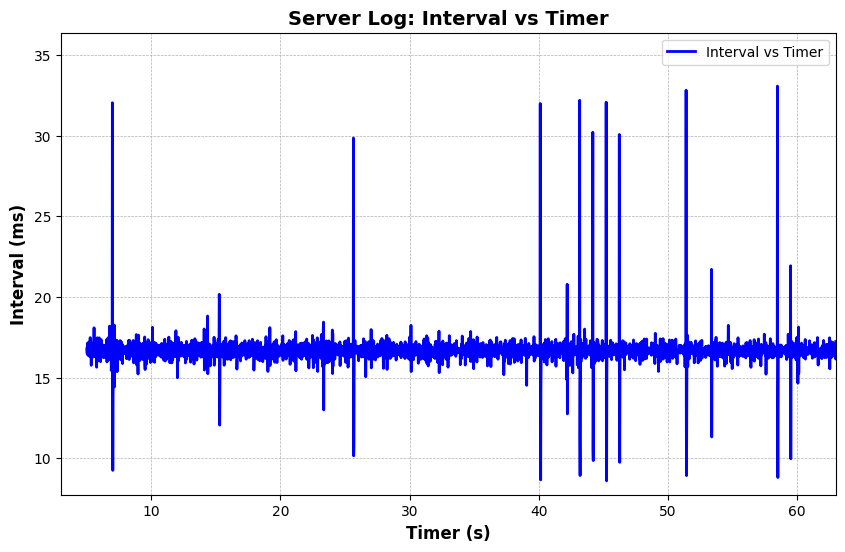 Server Log: Interval vs Timer
Interval vs Timer
35
30
25
20
15
10
Interval (ms)
10 20 30 40 50 60
Timer (s)